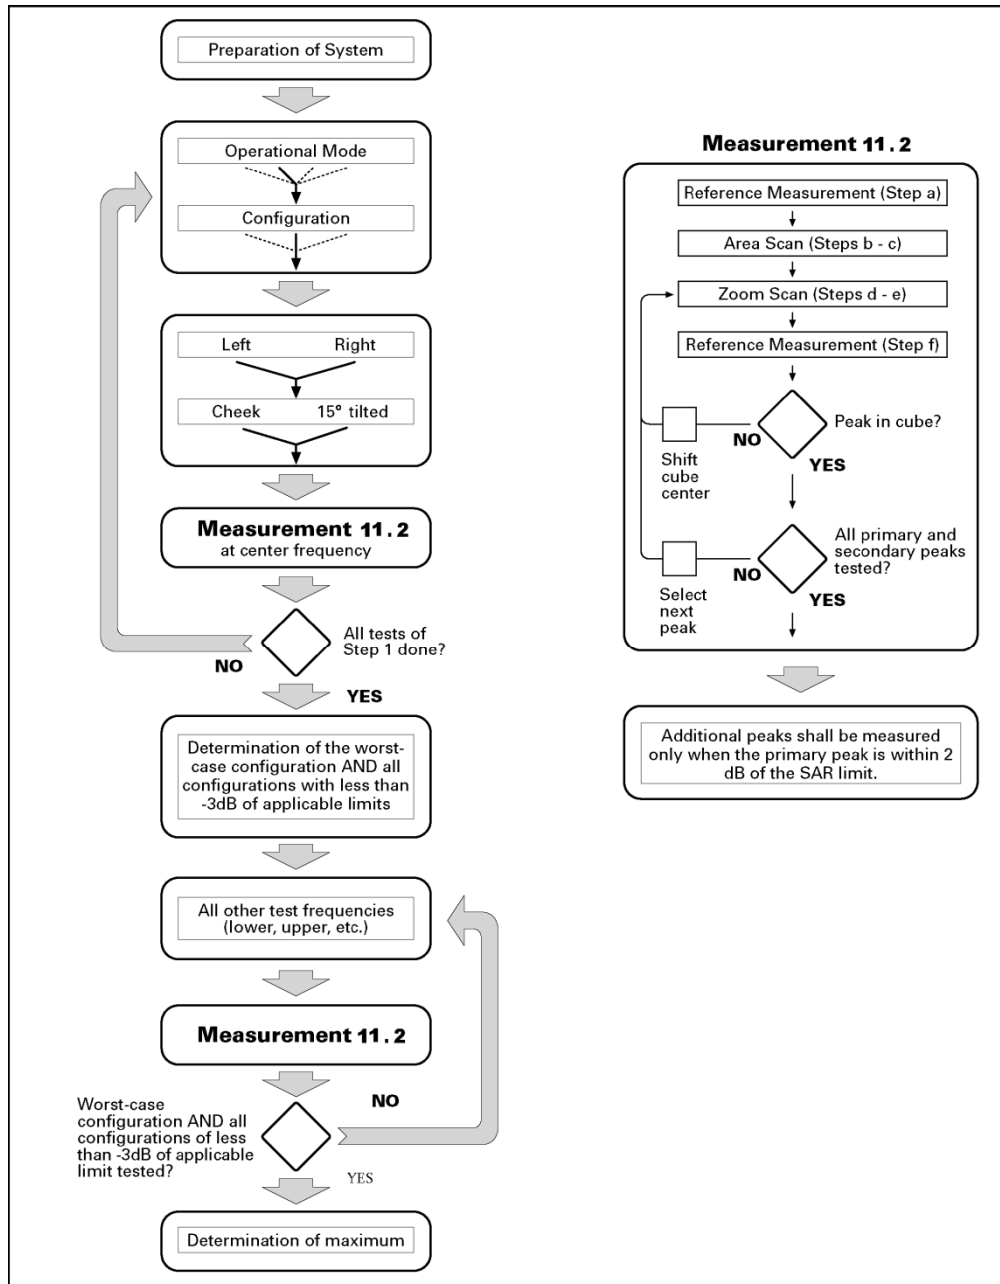 Preparation of System
Operational Mode
Configuration
Left Right
Cheek 15° tilted
Measurement 11.2
at center frequency
All tests of
Step 1 done?
NO
YES
Determination of the worst-
case configuration AND all
configurations with less than
-3dB of applicable limits
All other test frequencies
(lower, upper, etc.)
Measurement 11.2
NO
Worst-case
configuration AND all
configurations of less
than -3dB of applicable
limit tested?
YES
Determination of maximum
Measurement 11.2
Reference Measurement (Step a)
Area Scan (Steps b - c)
Zoom Scan (Steps d - e)
Reference Measurement (Step f)
Peak in cube?
NO
YES
Shift
cube
center
All primary and
secondary peaks
tested?
NO
YES
Select
next
peak
Additional peaks shall be measured
only when the primary peak is within 2
dB of the SAR limit.